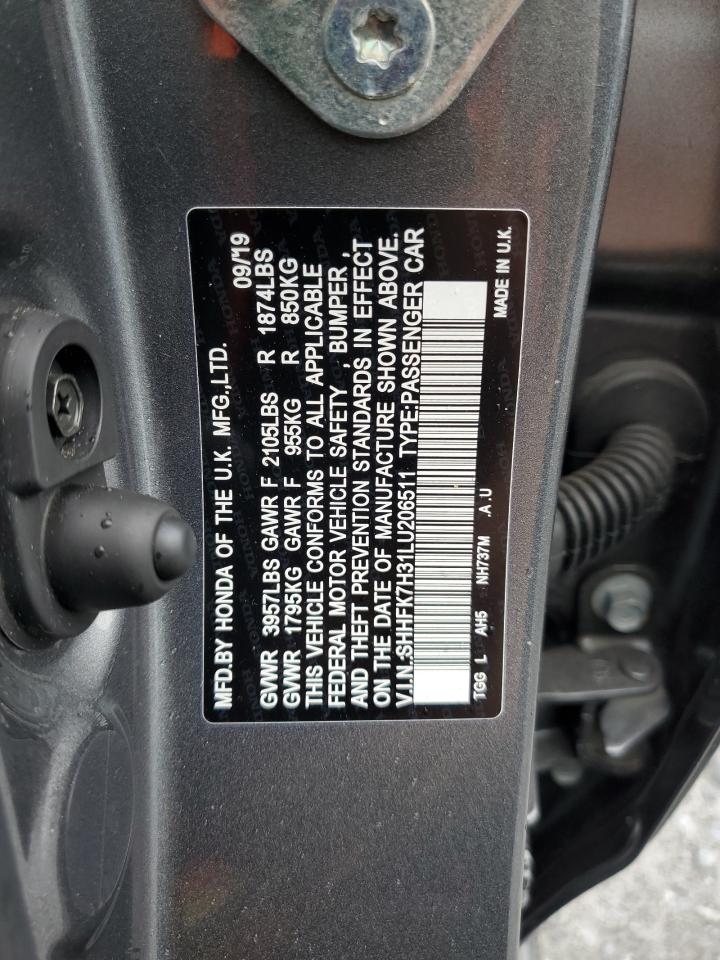 MFD.BY HONDA OF THE U.K. MFG.,LTD. 09/19
GVWR 3957LBS GAWR F 2105LBS R 1874LBS
GVWR 1795KG GAWR F 955KG R 850KG
THIS VEHICLE CONFORMS TO ALL APPLICABLE
FEDERAL MOTOR VEHICLE SAFETY , BUMPER ,
AND THEFT PREVENTION STANDARDS IN EFFECT
ON THE DATE OF MANUFACTURE SHOWN ABOVE.
V.I.N.:SHHFK7H31LU206511 TYPE:PASSENGER CAR
TGG L AH5 NH737M .A.U MADE IN U.K.